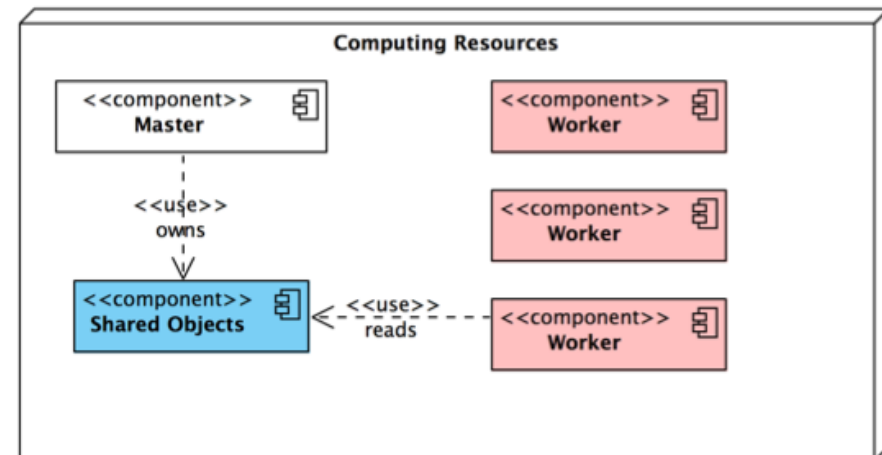 Computing Resources
<<component>>
Master
<<component>>
Worker
<<use>>
owns
<<component>>
Worker
<<component>>
Shared Objects
<<use>>
reads
<<component>>
Worker